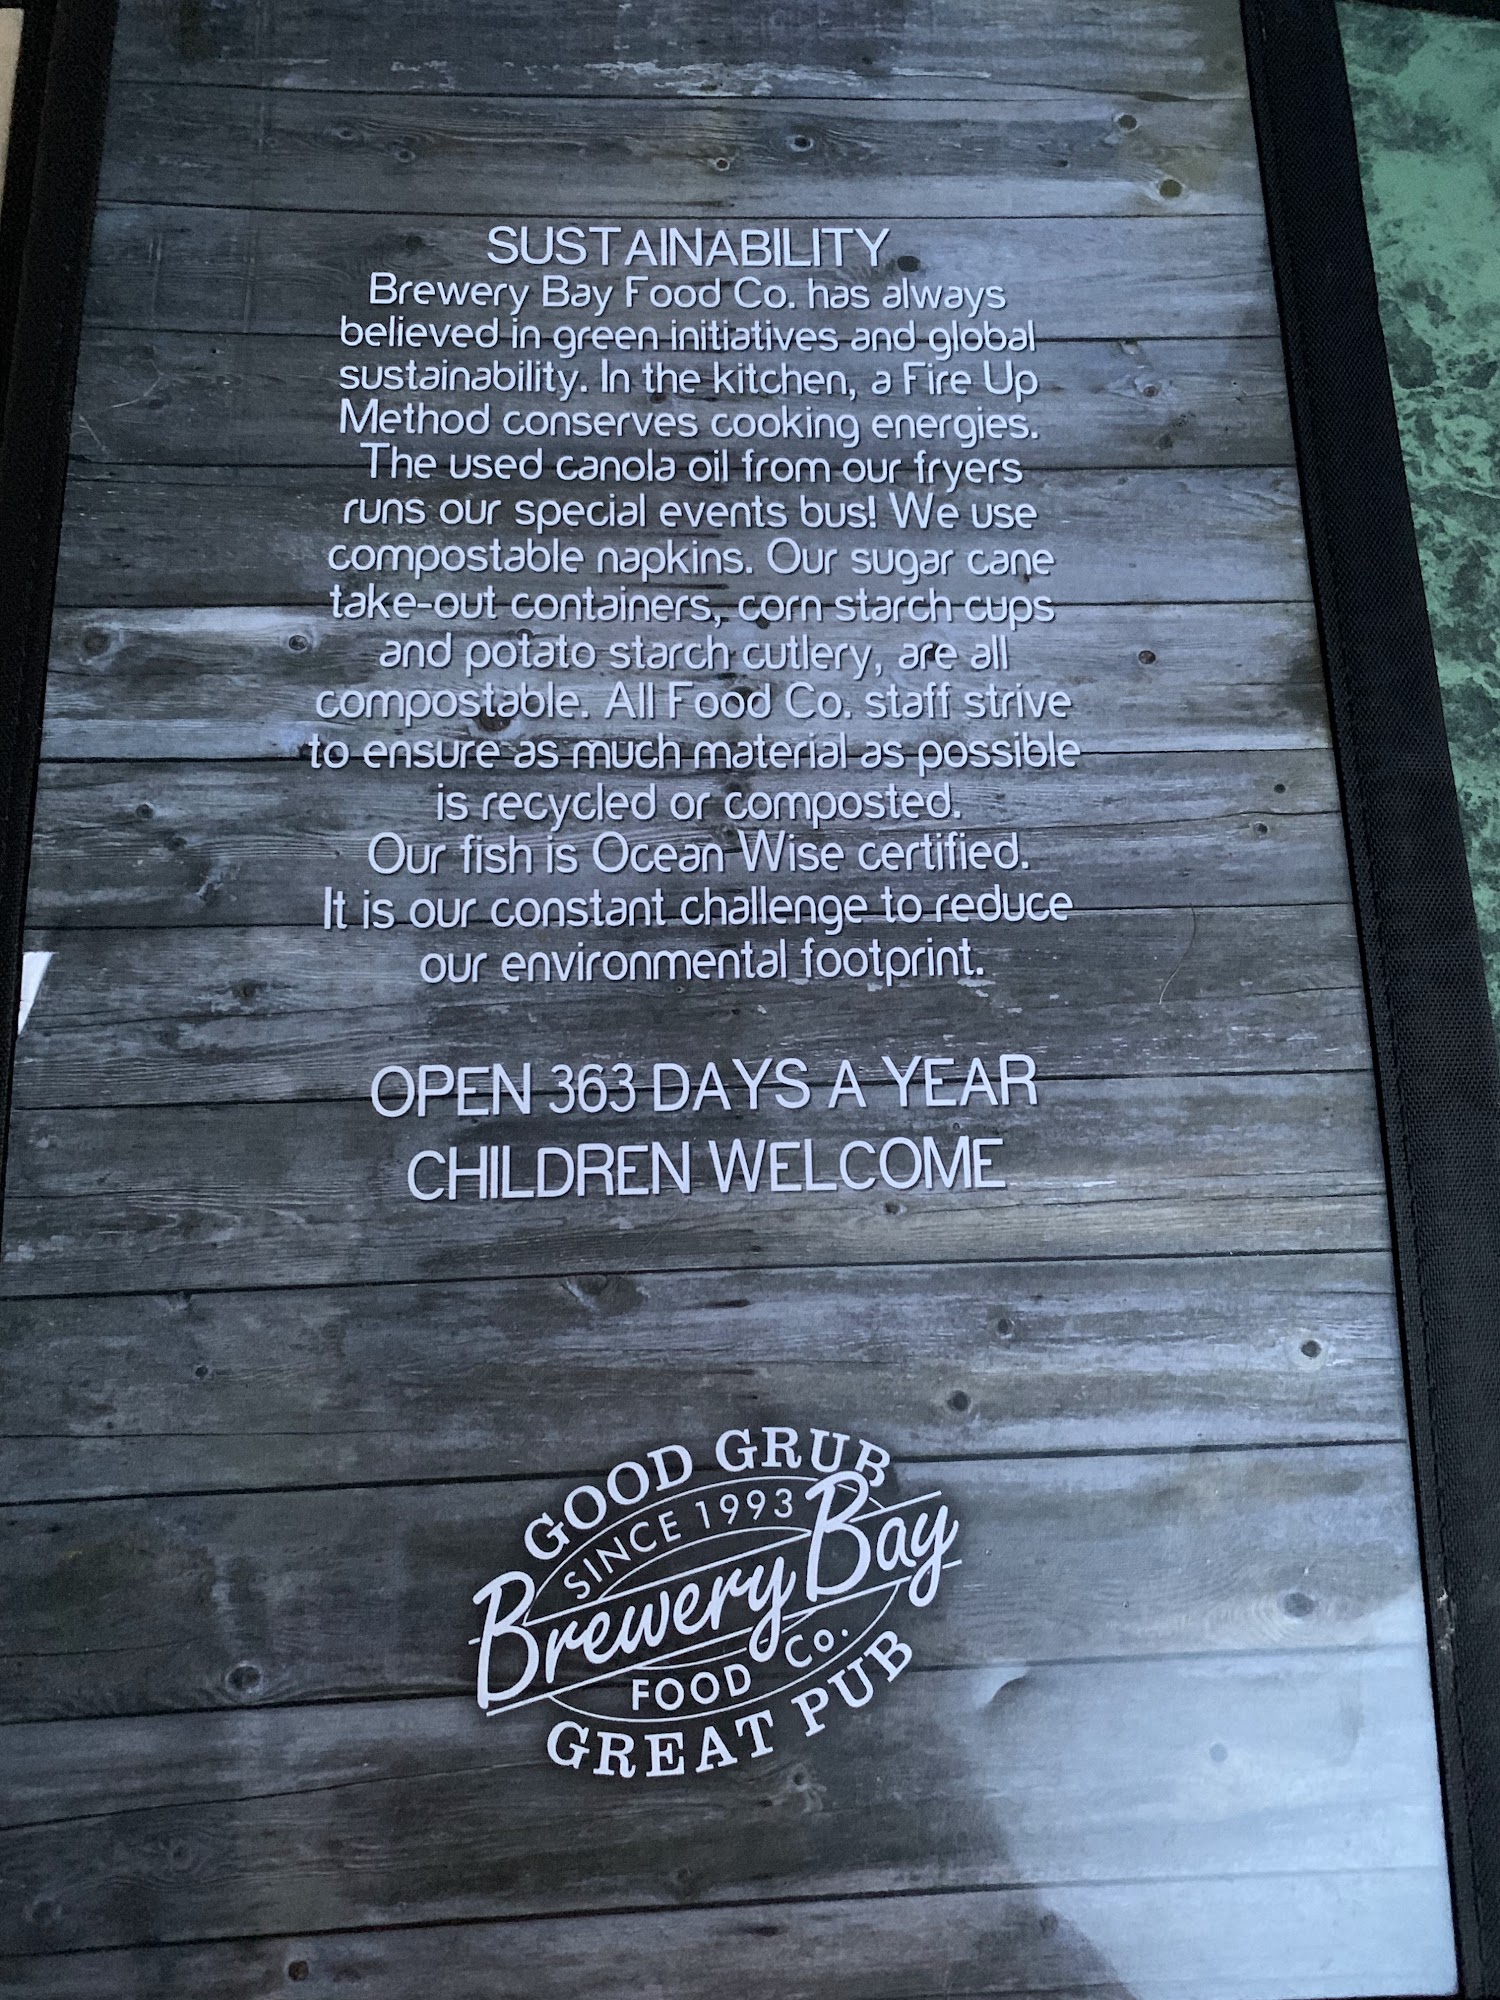 SUSTAINABILITY
Brewery Bay Food Co. has always
believed in green initiatives and global
sustainability. In the kitchen, a Fire Up
Method conserves cooking energies.
The used canola oil from our fryers
runs our special events bus! We use
compostable napkins. Our sugar cane
take-out containers, corn starch cups
and potato starch cutlery, are all
compostable. All Food Co. staff strive
to ensure as much material as possible
is recycled or composted.
Our fish is Ocean Wise certified.
It is our constant challenge to reduce
our environmental footprint.
OPEN 363 DAYS A YEAR
CHILDREN WELCOME
GOOD GRUB
SINCE 1993
Brewery Bay
FOOD Co.
GREAT PUB